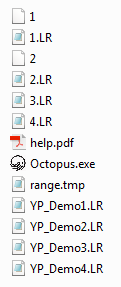 1
1.LR
2
2.LR
3.LR
4.LR
help.pdf
Octopus.exe
range.tmp
YP_Demo1.LR
YP_Demo2.LR
YP_Demo3.LR
YP_Demo4.LR